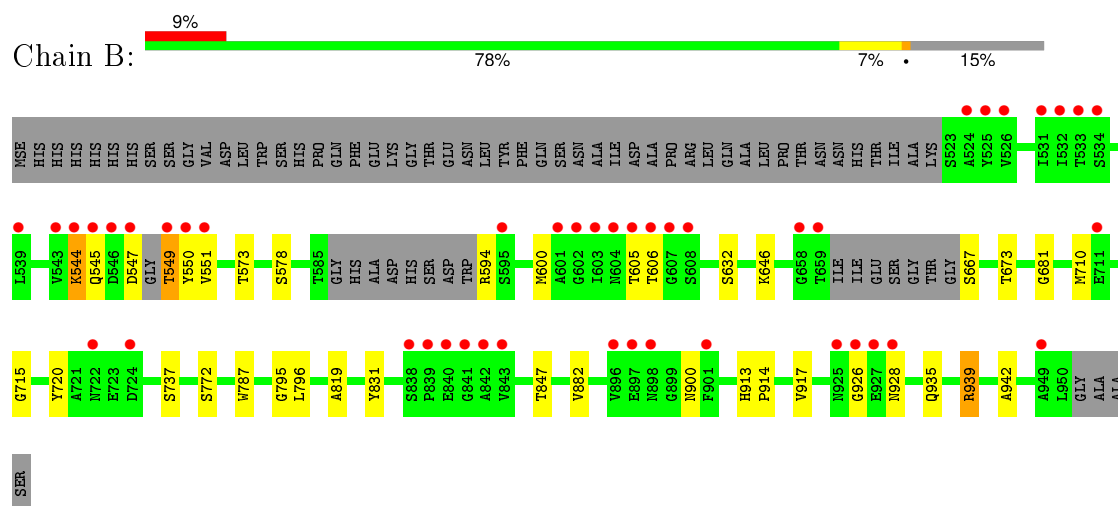 9%
Chain B:
78% 7% • 15%
MSE HIS HIS HIS HIS HIS HIS SER SER GLY VAL ASP LEU TRP SER HIS PRO GLN PHE GLU LYS GLY THR GLU ASN LEU TYR PHE GLN SER ASN ALA ILE ASP ALA PRO ARG LEU GLN ALA LEU PRO THR ASN ASN HIS THR ILE ALA LYS S523 A524 Y525 V526 I531 I532 T533 S534
L539 V543 K544 Q545 D546 D547 GLY T549 Y550 V551 T573 S578 T585 GLY HIS ALA ASP HIS SER ASP TRP R594 S595 M600 A601 G602 I603 N604 T605 T606 G607 S608 S632 K646 G658 T659 ILE ILE GLU SER GLY THR GLY S667 T673 G681 M710 E711
G715 Y720 A721 N722 E723 D724 S737 S772 W787 G795 L796 A819 Y831 S838 P839 E840 G841 A842 V843 T847 V882 V896 E897 N898 G899 N900 F901 H913 P914 V917 N925 G926 E927 N928 Q935 R939 A942 A949 L950 GLY ALA ALA
SER